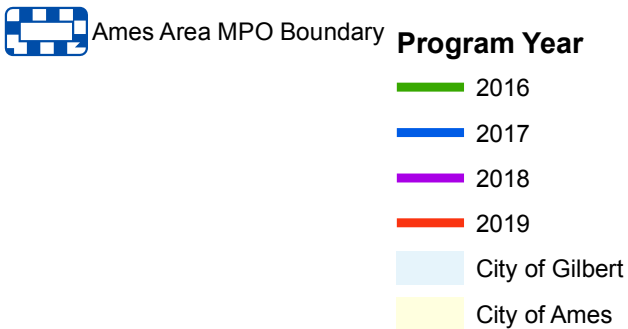 Ames Area MPO Boundary
Program Year
2016
2017
2018
2019
City of Gilbert
City of Ames